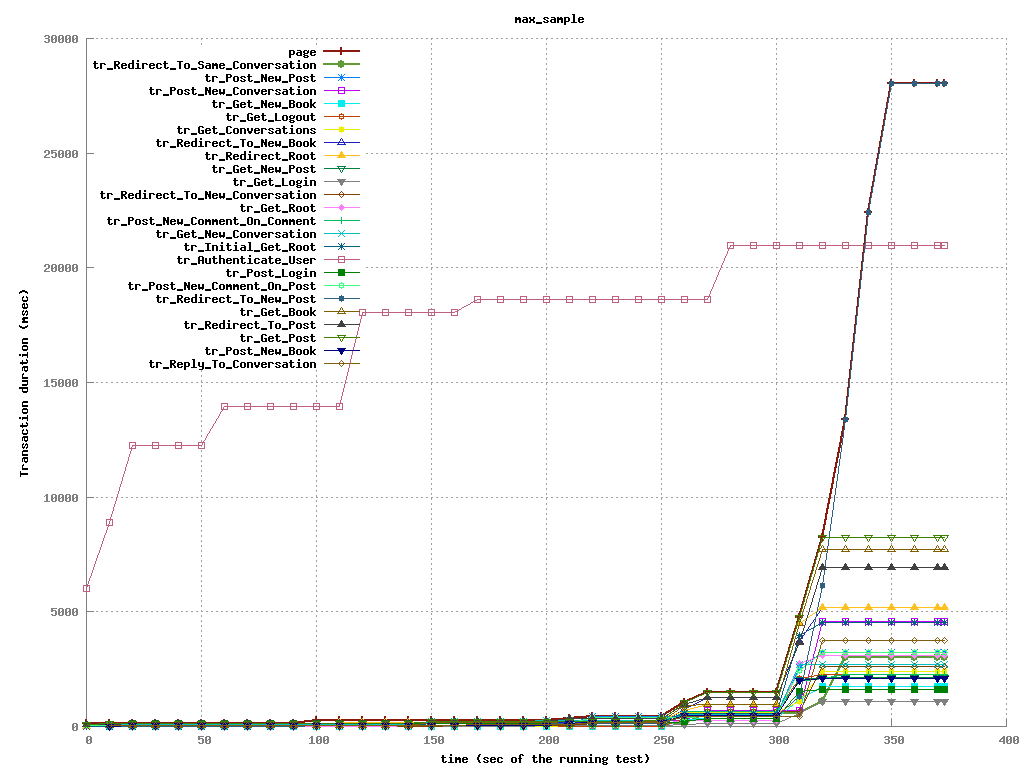 max_sample
30000
25000
20000
15000
10000
5000
0
Transaction duration (msec)
page
tr_Redirect_To_Same_Conversation
tr_Post_New_Post
tr_Post_New_Conversation
tr_Get_New_Book
tr_Get_Logout
tr_Get_Conversations
tr_Redirect_To_New_Book
tr_Redirect_Root
tr_Get_New_Post
tr_Get_Login
tr_Redirect_To_New_Conversation
tr_Get_Root
tr_Post_New_Comment_On_Comment
tr_Get_New_Conversation
tr_Initial_Get_Root
tr_Authenticate_User
tr_Post_Login
tr_Post_New_Comment_On_Post
tr_Redirect_To_New_Post
tr_Get_Book
tr_Redirect_To_Post
tr_Get_Post
tr_Post_New_Book
tr_Reply_To_Conversation
0 50 100 150 200 250 300 350 400
time (sec of the running test)